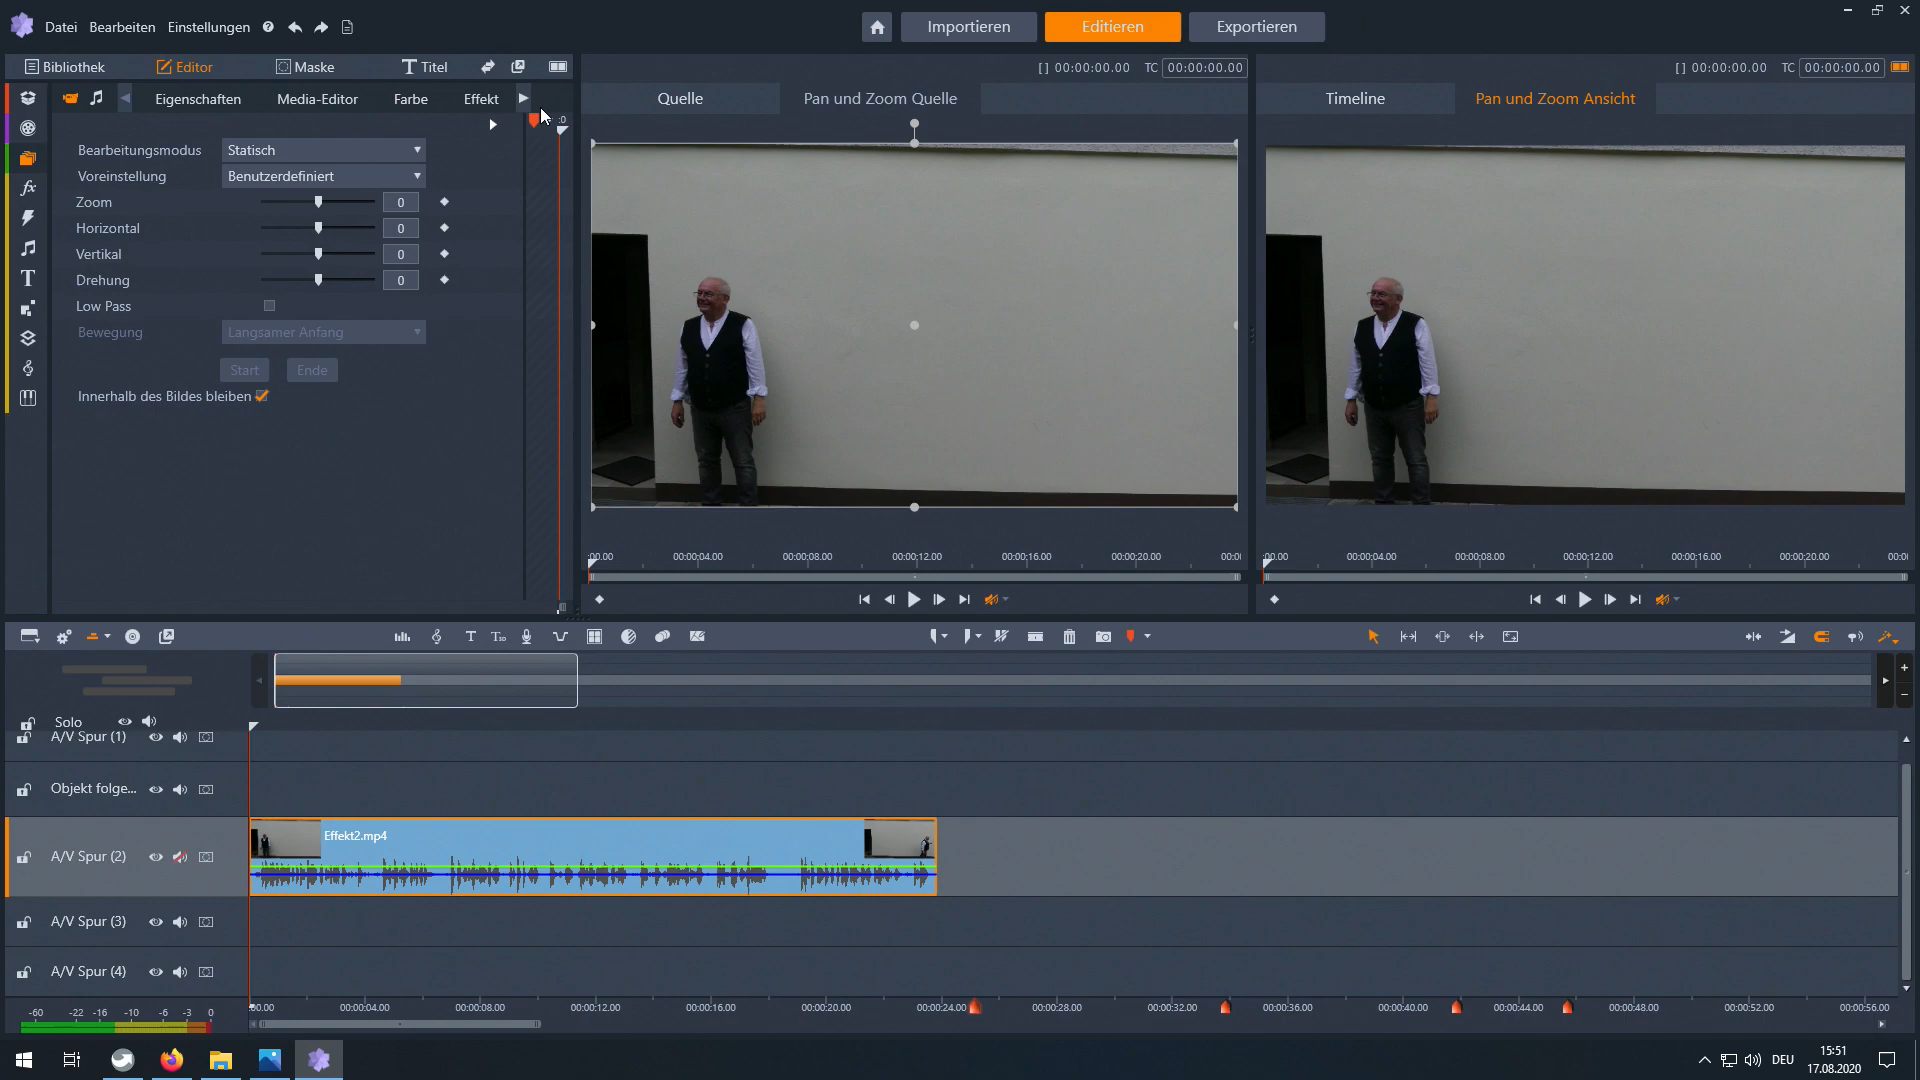 Datei Bearbeiten Einstellungen
Importieren Editieren Exportieren
Bibliothek Editor Maske Titel
[] 00:00:00.00 TC 00:00:00.00
[] 00:00:00.00 TC 00:00:00.00
Eigenschaften Media-Editor Farbe Effekt
Quelle Pan und Zoom Quelle
Timeline Pan und Zoom Ansicht
:0
Bearbeitungsmodus Statisch
Voreinstellung Benutzerdefiniert
Zoom 0
Horizontal 0
Vertikal 0
Drehung 0
Low Pass
Bewegung Langsamer Anfang
Start Ende
Innerhalb des Bildes bleiben
:00.00 00:00:04.00 00:00:08.00 00:00:12.00 00:00:16.00 00:00:20.00 00:0
:00.00 00:00:04.00 00:00:08.00 00:00:12.00 00:00:16.00 00:00:20.00 00:0
Solo
A/V Spur (1)
Objekt folge...
Effekt2.mp4
A/V Spur (2)
A/V Spur (3)
A/V Spur (4)
-60 -22 -16 -10 -6 -3 0
:00.00 00:00:04.00 00:00:08.00 00:00:12.00 00:00:16.00 00:00:20.00 00:00:24.00 00:00:28.00 00:00:32.00 00:00:36.00 00:00:40.00 00:00:44.00 00:00:48.00 00:00:52.00 00:00:56.00
DEU
15:51
17.08.2020